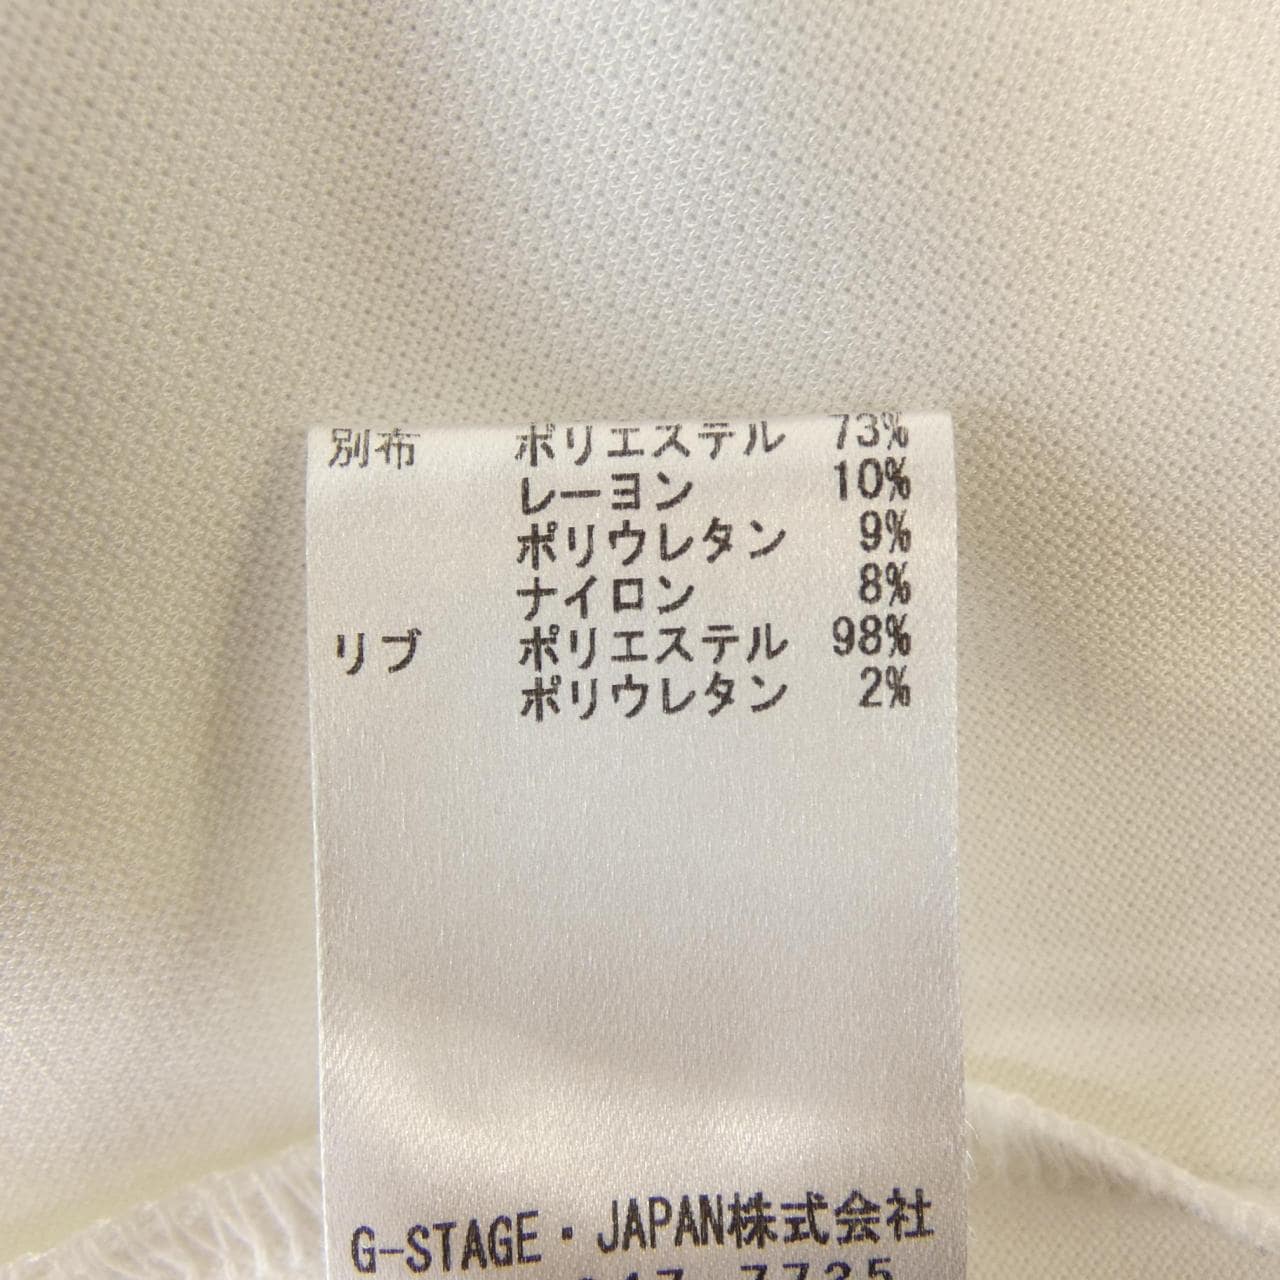 別布 ポリエステル 73%
レーヨン 10%
ポリウレタン 9%
ナイロン 8%
リブ ポリエステル 98%
ポリウレタン 2%
G-STAGE・JAPAN株式会社